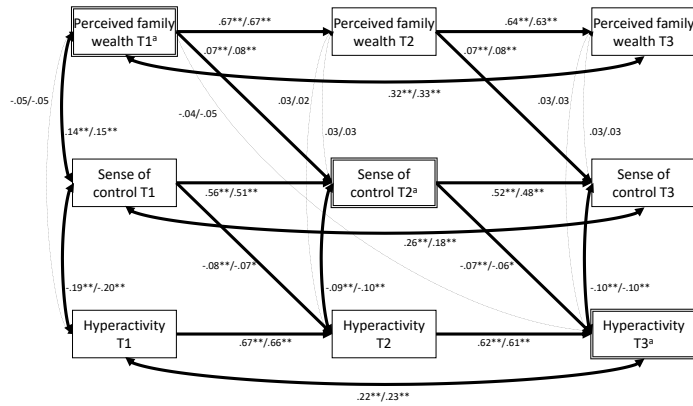 Perceived family
wealth T1ᵃ
.67**/.67**
Perceived family
wealth T2
.64**/.63**
Perceived family
wealth T3
.07**/.08**
.07**/.08**
-.05/-.05
-.04/-.05
.03/.02
.32**/.33**
.03/.03
.14**/.15**
.03/.03
.03/.03
Sense of
control T1
.56**/.51**
Sense of
control T2ᵃ
.52**/.48**
Sense of
control T3
.26**/.18**
-.19**/-.20**
-.08**/-.07*
-.09**/-.10**
-.07**/-.06*
-.10**/-.10**
Hyperactivity
T1
.67**/.66**
Hyperactivity
T2
.62**/.61**
Hyperactivity
T3ᵃ
.22**/.23**